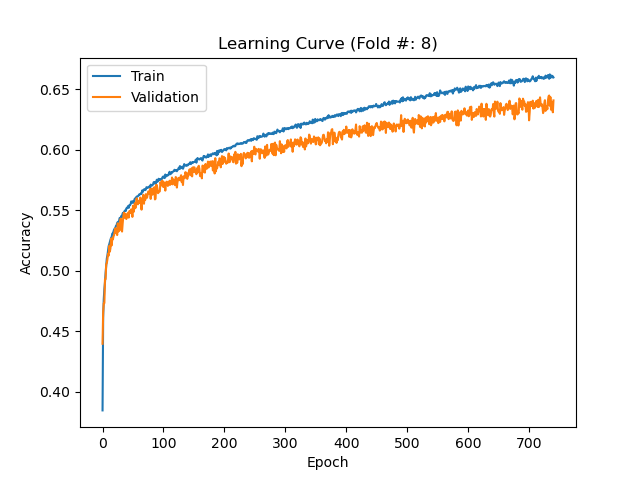 Learning Curve (Fold #: 8)
Train
Validation
0.65
0.60
0.55
0.50
0.45
0.40
Accuracy
0 100 200 300 400 500 600 700
Epoch